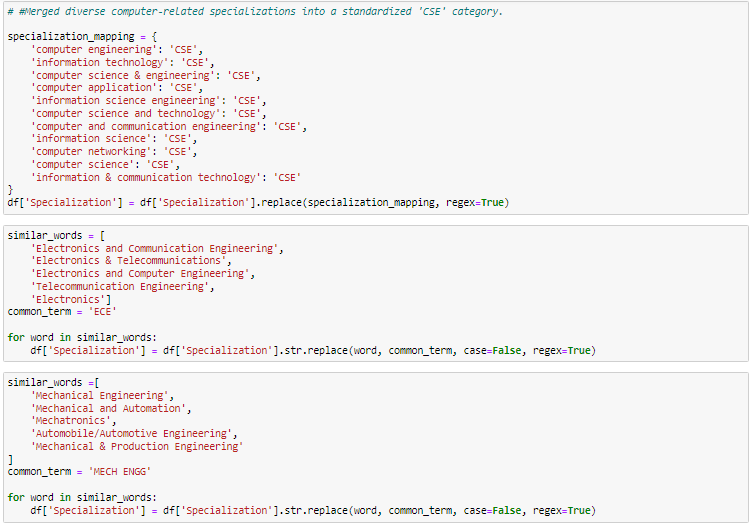 # #Merged diverse computer-related specializations into a standardized 'CSE' category.
specialization_mapping = {
'computer engineering': 'CSE',
'information technology': 'CSE',
'computer science & engineering': 'CSE',
'computer application': 'CSE',
'information science engineering': 'CSE',
'computer science and technology': 'CSE',
'computer and communication engineering': 'CSE',
'information science': 'CSE',
'computer networking': 'CSE',
'computer science': 'CSE',
'information & communication technology': 'CSE'
}
df['Specialization'] = df['Specialization'].replace(specialization_mapping, regex=True)
similar_words = [
'Electronics and Communication Engineering',
'Electronics & Telecommunications',
'Electronics and Computer Engineering',
'Telecommunication Engineering',
'Electronics']
common_term = 'ECE'
for word in similar_words:
df['Specialization'] = df['Specialization'].str.replace(word, common_term, case=False, regex=True)
similar_words =[
'Mechanical Engineering',
'Mechanical and Automation',
'Mechatronics',
'Automobile/Automotive Engineering',
'Mechanical & Production Engineering'
]
common_term = 'MECH ENGG'
for word in similar_words:
df['Specialization'] = df['Specialization'].str.replace(word, common_term, case=False, regex=True)